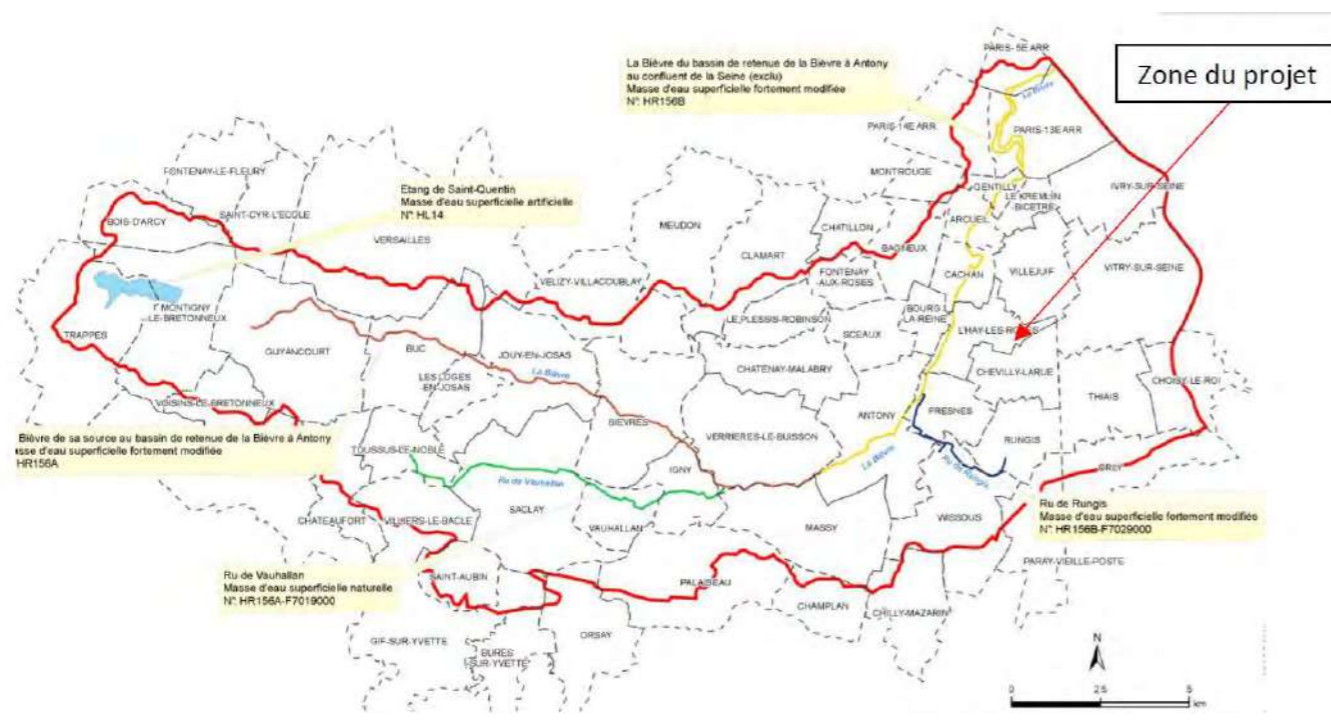 PARIS-5E ARR
La Bièvre du bassin de retenue de la Bièvre à Antony
au confluent de la Seine (exclu)
Masse d'eau superficielle fortement modifiée
N°: HR156B
Zone du projet
La Bièvre
PARIS-14E ARR
PARIS-13E ARR
FONTENAY-LE-FLEURY
MONTROUGE
GENTILLY
IVRY-SUR-SEINE
LE KREMLIN
BICETRE
Etang de Saint-Quentin
Masse d'eau superficielle artificielle
N°: HL14
BOIS-D'ARCY
SAINT-CYR-L'ECOLE
VERSAILLES
MEUDON
CHATILLON
ARCUEIL
CLAMART
BAGNEUX
VELIZY-VILLACOUBLAY
FONTENAY
AUX-ROSES
CACHAN
VILLEJUIF
VITRY-SUR-SEINE
MONTIGNY
LE-BRETONNEUX
TRAPPES
LE PLESSIS-ROBINSON
SCEAUX
BOURG
LA-REINE
L'HAY-LES-ROSES
GUYANCOURT
BUC
JOUY-EN-JOSAS
La Bièvre
LES LOGES
EN-JOSAS
CHATENAY-MALABRY
CHEVILLY-LARUE
THIAIS
CHOISY-LE-ROI
VOISINS-LE-BRETONNEUX
BIEVRES
ANTONY
FRESNES
Bièvre de sa source au bassin de retenue de la Bièvre à Antony
sse d'eau superficielle fortement modifiée
HR156A
TOUSSUS-LE-NOBLE
VERRIERES-LE-BUISSON
RUNGIS
IGNY
La Bièvre
Ru de Rungis
ORLY
Ru de Vauhallan
SACLAY
CHATEAUFORT
VILLIERS-LE-BACLE
VAUHALLAN
MASSY
WISSOUS
Ru de Rungis
Masse d'eau superficielle fortement modifiée
N°: HR156B-F7029000
PARAY-VIEILLE-POSTE
Ru de Vauhallan
Masse d'eau superficielle naturelle
N°: HR156A-F7019000
SAINT-AUBIN
PALAISEAU
CHAMPLAN
CHILLY-MAZARIN
GIF-SUR-YVETTE
ORSAY
BURES
SUR-YVETTE
N
0 2.5 5
km